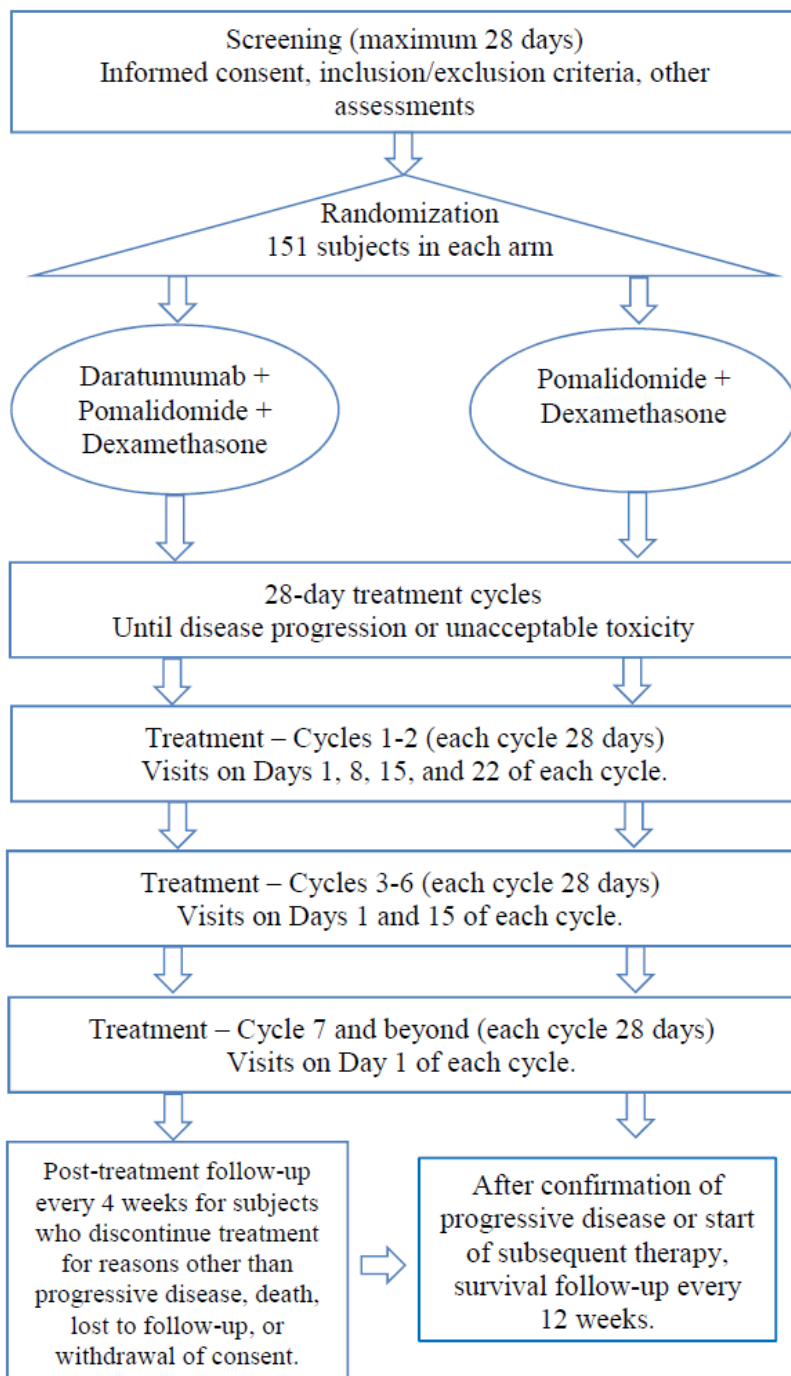 Screening (maximum 28 days)
Informed consent, inclusion/exclusion criteria, other
assessments
Randomization
151 subjects in each arm
Daratumumab +
Pomalidomide +
Dexamethasone
Pomalidomide +
Dexamethasone
28-day treatment cycles
Until disease progression or unacceptable toxicity
Treatment – Cycles 1-2 (each cycle 28 days)
Visits on Days 1, 8, 15, and 22 of each cycle.
Treatment – Cycles 3-6 (each cycle 28 days)
Visits on Days 1 and 15 of each cycle.
Treatment – Cycle 7 and beyond (each cycle 28 days)
Visits on Day 1 of each cycle.
Post-treatment follow-up
every 4 weeks for subjects
who discontinue treatment
for reasons other than
progressive disease, death,
lost to follow-up, or
withdrawal of consent.
After confirmation of
progressive disease or start
of subsequent therapy,
survival follow-up every
12 weeks.